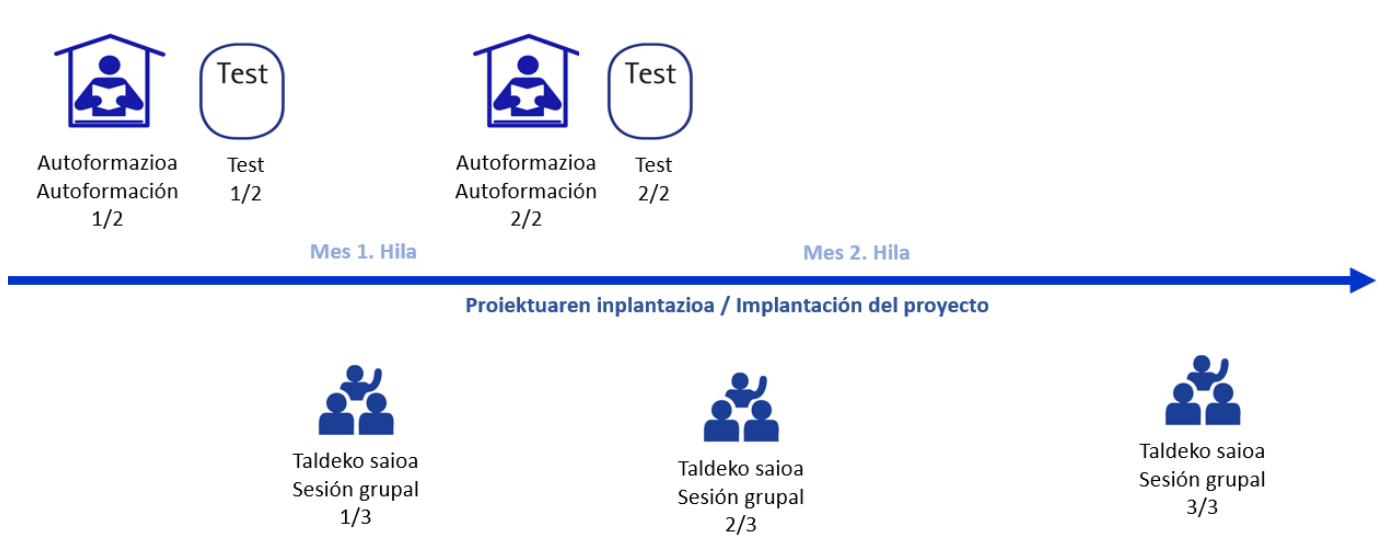 Test
Autoformazioa
Autoformación
1/2
Test
1/2
Test
Autoformazioa
Autoformación
2/2
Test
2/2
Mes 1. Hila
Mes 2. Hila
Proiektuaren inplantazioa / Implantación del proyecto
Taldeko saioa
Sesión grupal
1/3
Taldeko saioa
Sesión grupal
2/3
Taldeko saioa
Sesión grupal
3/3